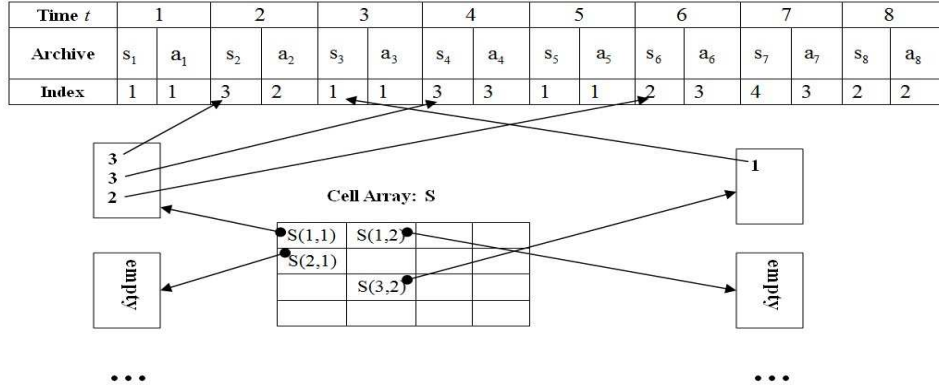 Time t 1 2 3 4 5 6 7 8
Archive s₁ a₁ s₂ a₂ s₃ a₃ s₄ a₄ s₅ a₅ s₆ a₆ s₇ a₇ s₈ a₈
Index 1 1 3 2 1 1 3 3 1 1 2 3 4 3 2 2
3
3
2
1
Cell Array: S
S(1,1) S(1,2)
S(2,1)
S(3,2)
empty
empty
...
...